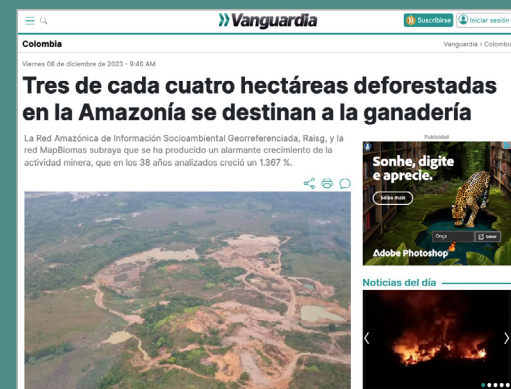 Vanguardia
Suscribirse
Iniciar sesión
Colombia
Vanguardia > Colombia
Viernes 08 de diciembre de 2023 - 9:46 AM
Tres de cada cuatro hectáreas deforestadas
en la Amazonía se destinan a la ganadería
La Red Amazónica de Información Socioambiental Georreferenciada, Raisg, y la
red MapBiomas subraya que se ha producido un alarmante crecimiento de la
actividad minera, que en los 38 años analizados creció un 1.367 %.
Publicidad
Sonhe, digite
e aprecie.
Saiba mais
Onça
Gerar
Adobe Photoshop
Noticias del día